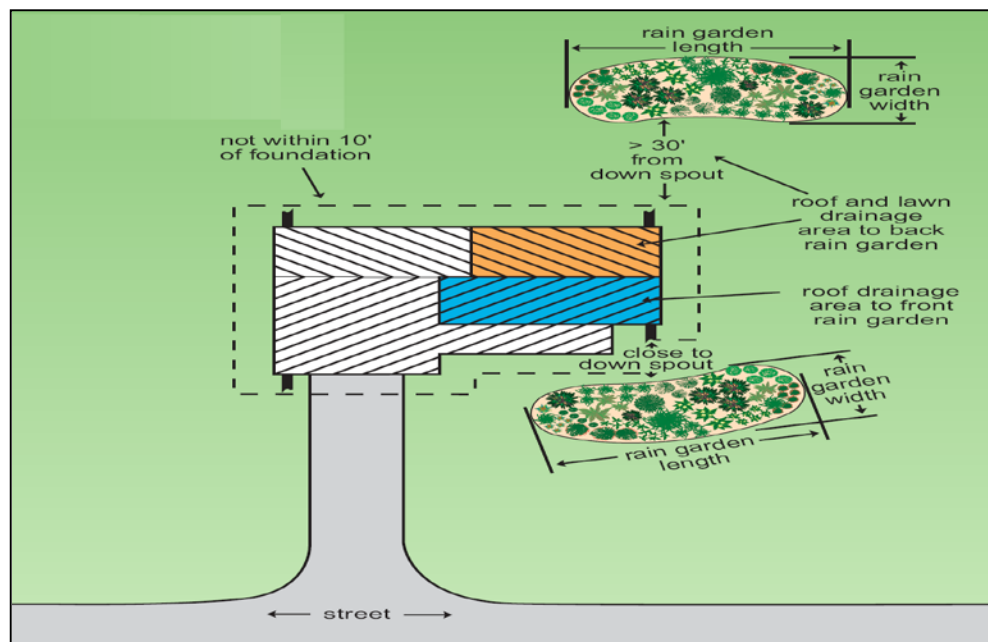 rain garden
length
rain
garden
width
not within 10'
of foundation
> 30'
from
down spout
roof and lawn
drainage
area to back
rain garden
roof drainage
area to front
rain garden
close to
down spout
rain
garden
width
rain garden
length
street